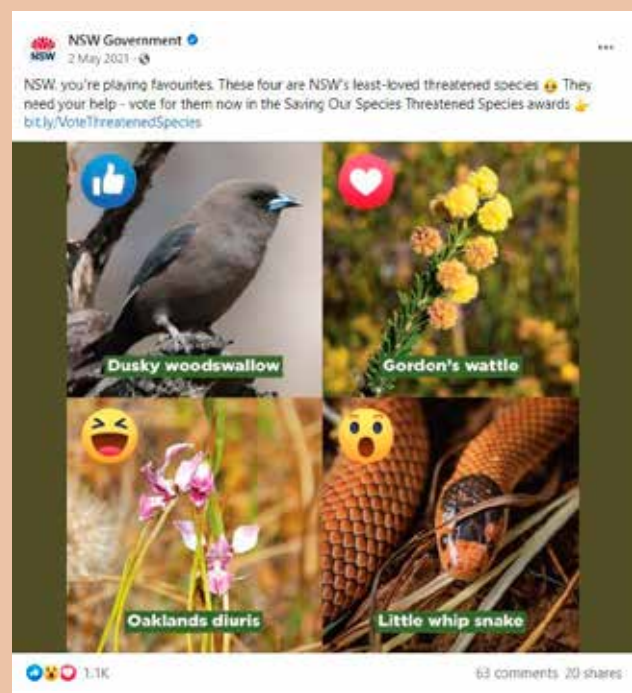 NSW Government
NSW
2 May 2021 ·
NSW, you're playing favourites. These four are NSW's least-loved threatened species They
need your help - vote for them now in the Saving Our Species Threatened Species awards
bit.ly/VoteThreatenedSpecies
Dusky woodswallow
Gordon's wattle
Oaklands diuris
Little whip snake
1.1K
63 comments 20 shares